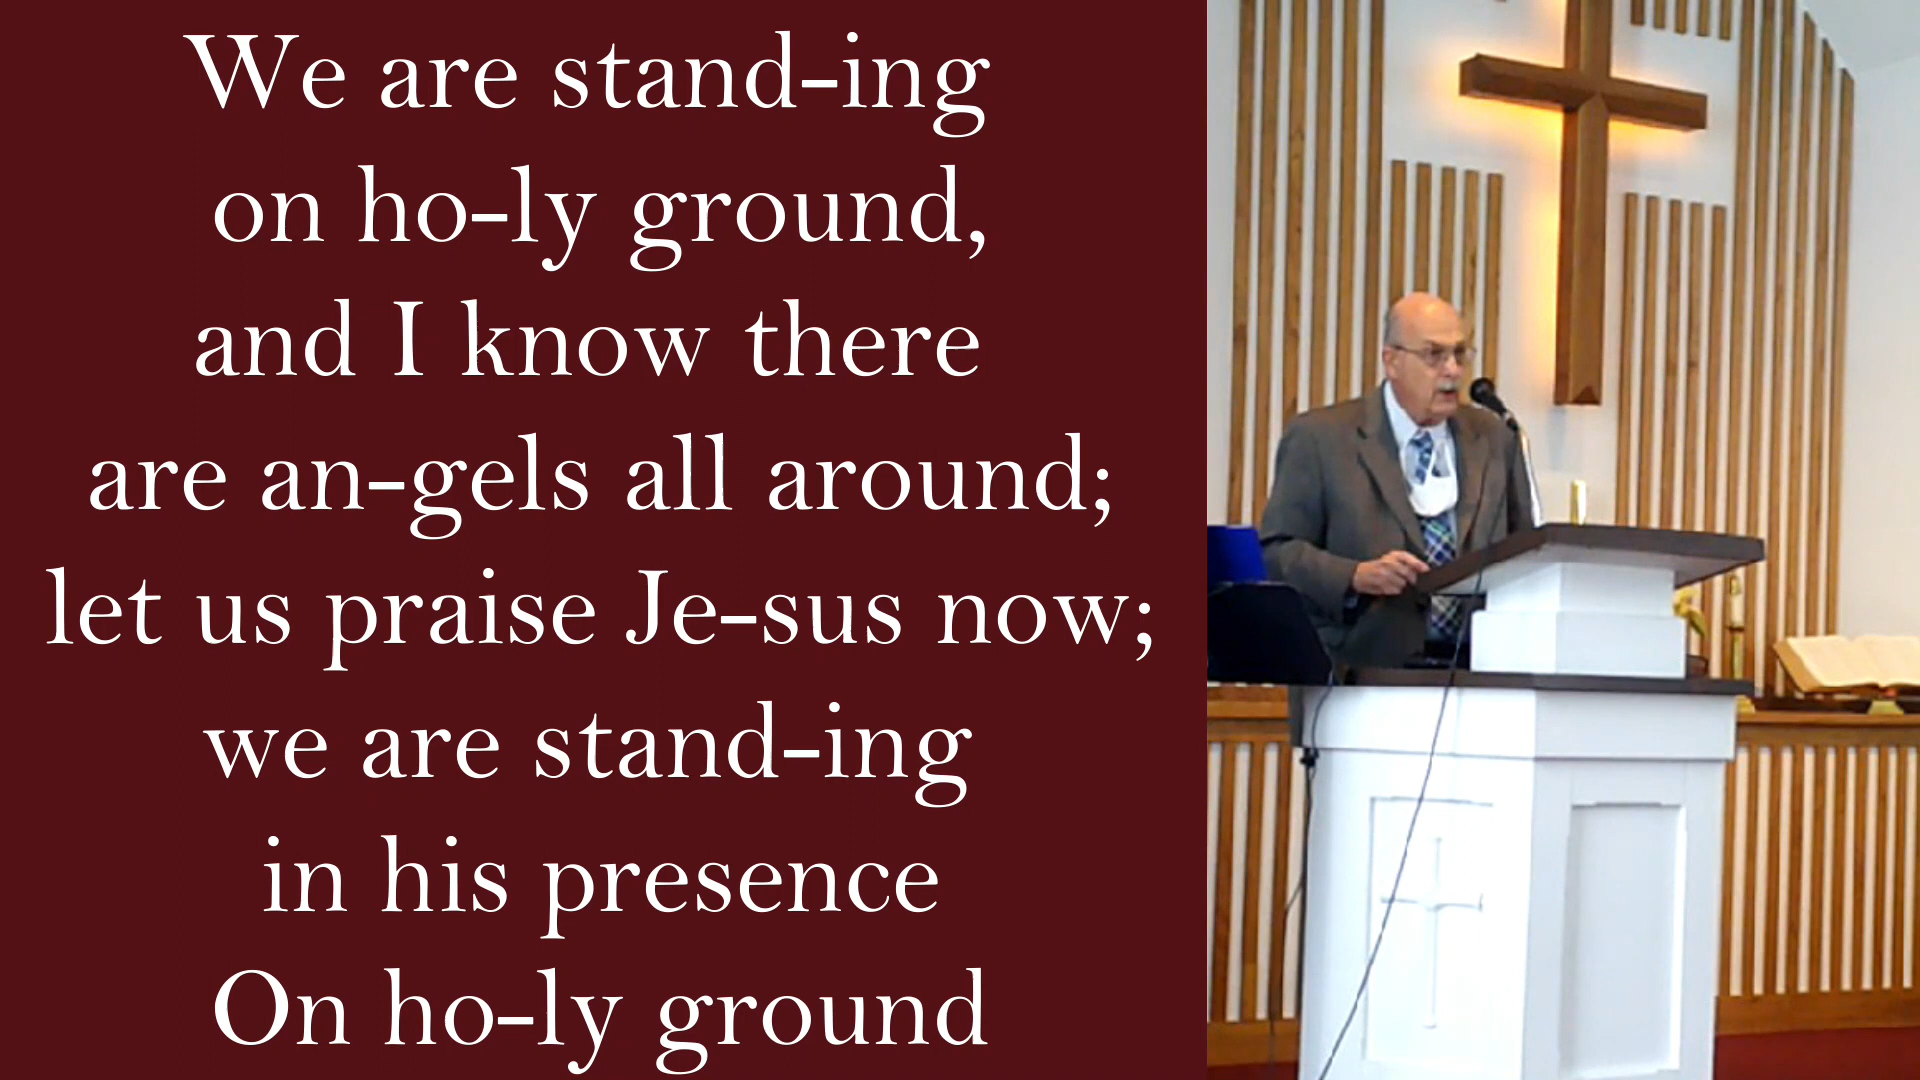 We are stand-ing
on ho-ly ground,
and I know there
are an-gels all around;
let us praise Je-sus now;
we are stand-ing
in his presence
On ho-ly ground